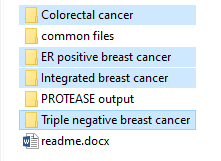 Colorectal cancer
common files
ER positive breast cancer
Integrated breast cancer
PROTEASE output
Triple negative breast cancer
readme.docx